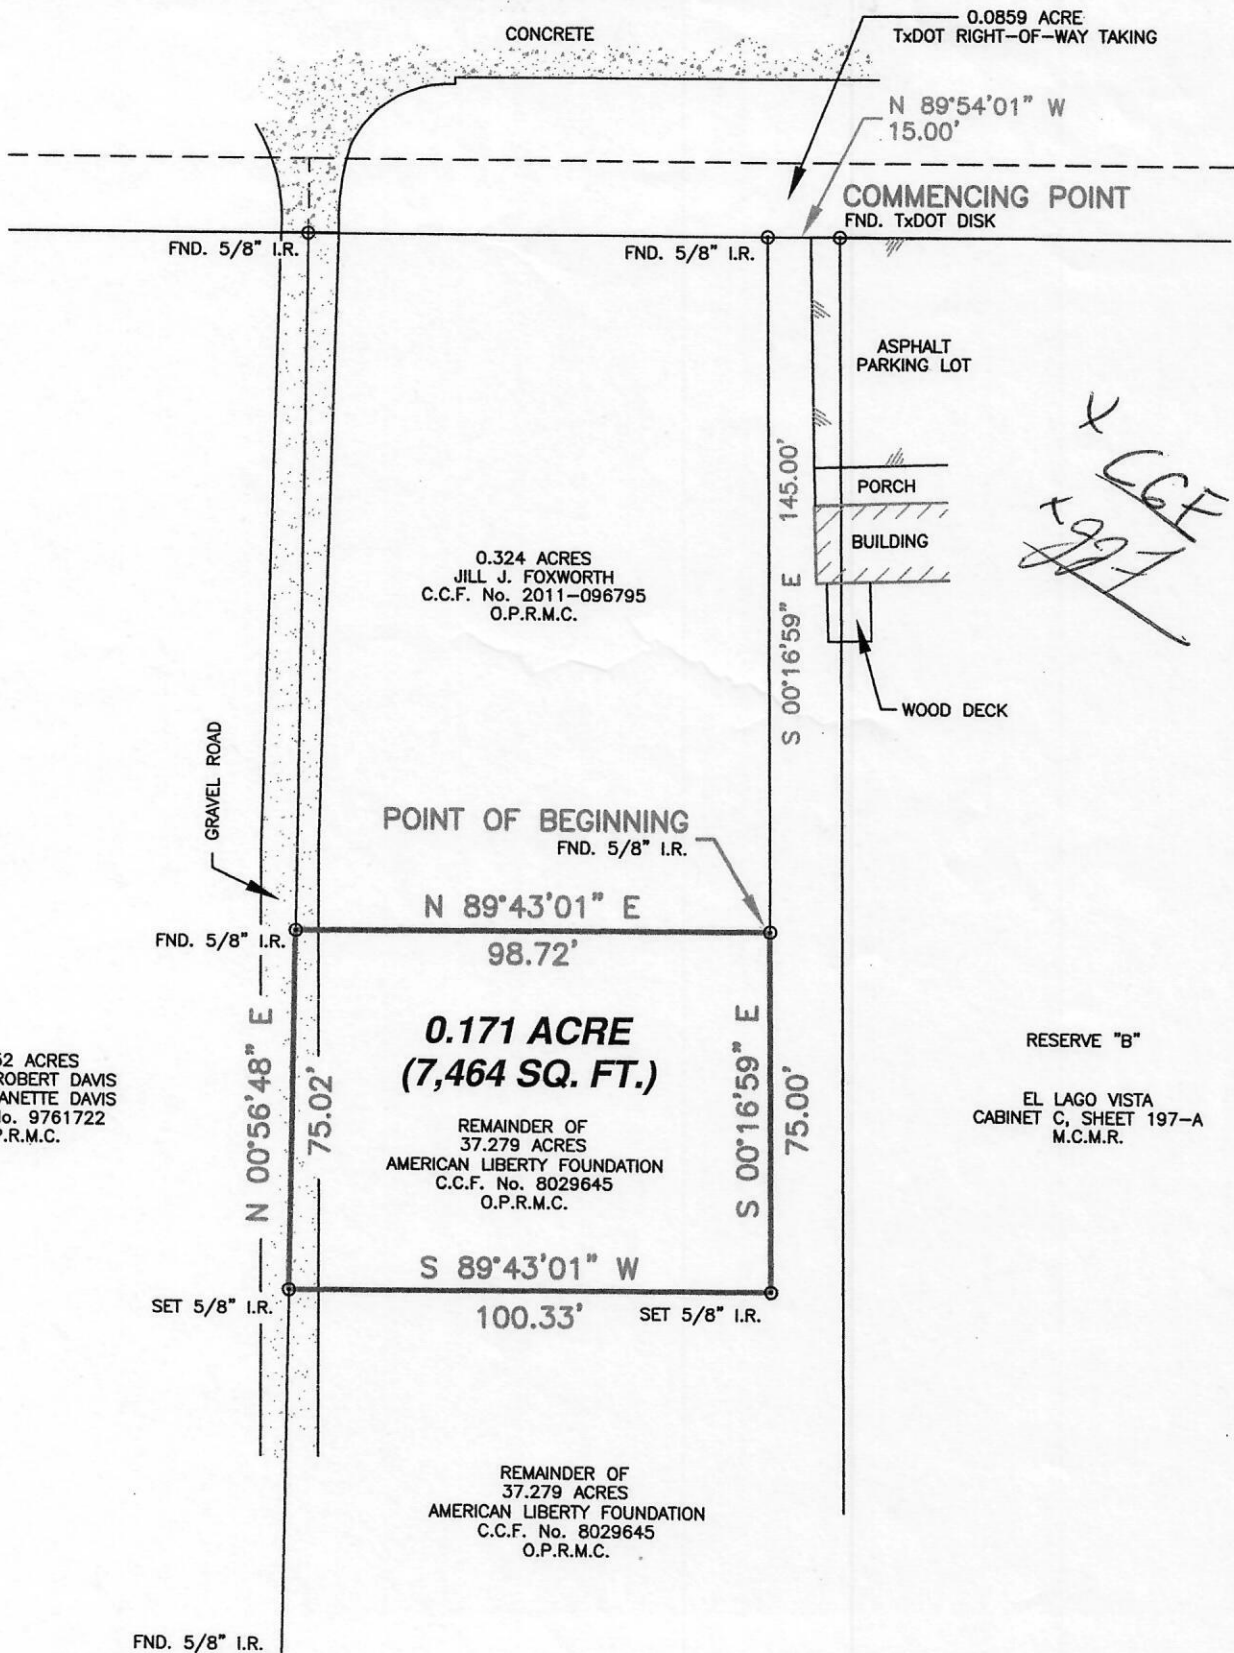 CONCRETE
0.0859 ACRE
TxDOT RIGHT-OF-WAY TAKING
N 89°54'01" W
15.00'
COMMENCING POINT
FND. TxDOT DISK
FND. 5/8" I.R.
FND. 5/8" I.R.
ASPHALT
PARKING LOT
PORCH
BUILDING
WOOD DECK
S 00°16'59" E 145.00'
0.324 ACRES
JILL J. FOXWORTH
C.C.F. No. 2011-096795
O.P.R.M.C.
GRAVEL ROAD
POINT OF BEGINNING
FND. 5/8" I.R.
N 89°43'01" E
98.72'
FND. 5/8" I.R.
N 00°56'48" E
75.02'
0.171 ACRE
(7,464 SQ. FT.)
REMAINDER OF
37.279 ACRES
AMERICAN LIBERTY FOUNDATION
C.C.F. No. 8029645
O.P.R.M.C.
S 00°16'59" E
75.00'
52 ACRES
ROBERT DAVIS
ANETTE DAVIS
No. 9761722
P.R.M.C.
RESERVE "B"
EL LAGO VISTA
CABINET C, SHEET 197-A
M.C.M.R.
S 89°43'01" W
100.33'
SET 5/8" I.R.
SET 5/8" I.R.
REMAINDER OF
37.279 ACRES
AMERICAN LIBERTY FOUNDATION
C.C.F. No. 8029645
O.P.R.M.C.
FND. 5/8" I.R.